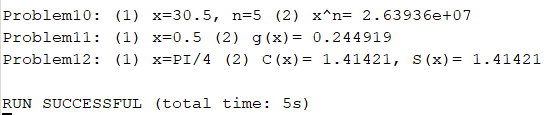 Problem10: (1) x=30.5, n=5 (2) x^n= 2.63936e+07
Problem11: (1) x=0.5 (2) g(x)= 0.244919
Problem12: (1) x=PI/4 (2) C(x)= 1.41421, S(x)= 1.41421
RUN SUCCESSFUL (total time: 5s)